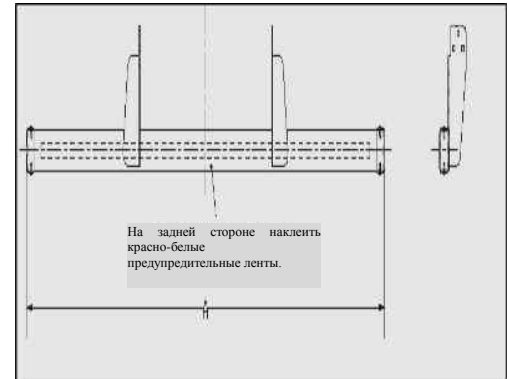 На задней стороне наклеить
красно-белые
предупредительные ленты.
H